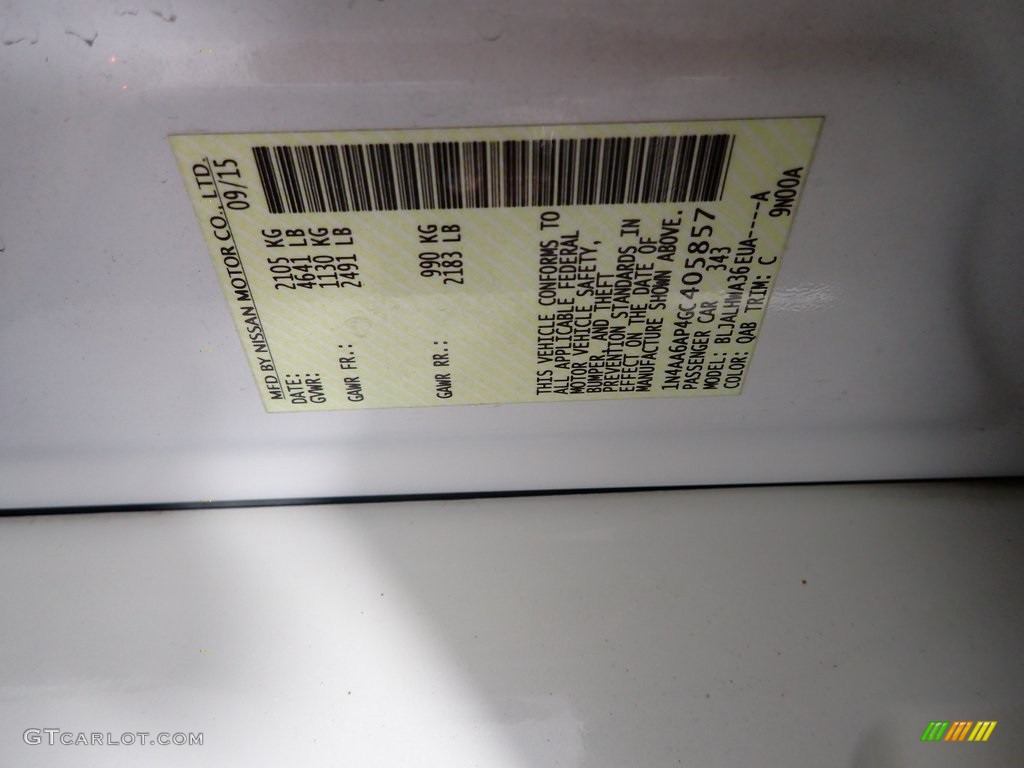 MFD BY NISSAN MOTOR CO., LTD.
DATE: 09/15
GVWR: 2105 KG
4641 LB
GAWR FR.: 1130 KG
2491 LB
GAWR RR.: 990 KG
2183 LB
THIS VEHICLE CONFORMS TO
ALL APPLICABLE FEDERAL
MOTOR VEHICLE SAFETY,
BUMPER, AND THEFT
PREVENTION STANDARDS IN
EFFECT ON THE DATE OF
MANUFACTURE SHOWN ABOVE.
1N4AA6AP4GC405857
PASSENGER CAR 343
MODEL: BLJALHWA36EUA-----A
COLOR: QAB TRIM: C 9N00A
GTCARLOT.COM